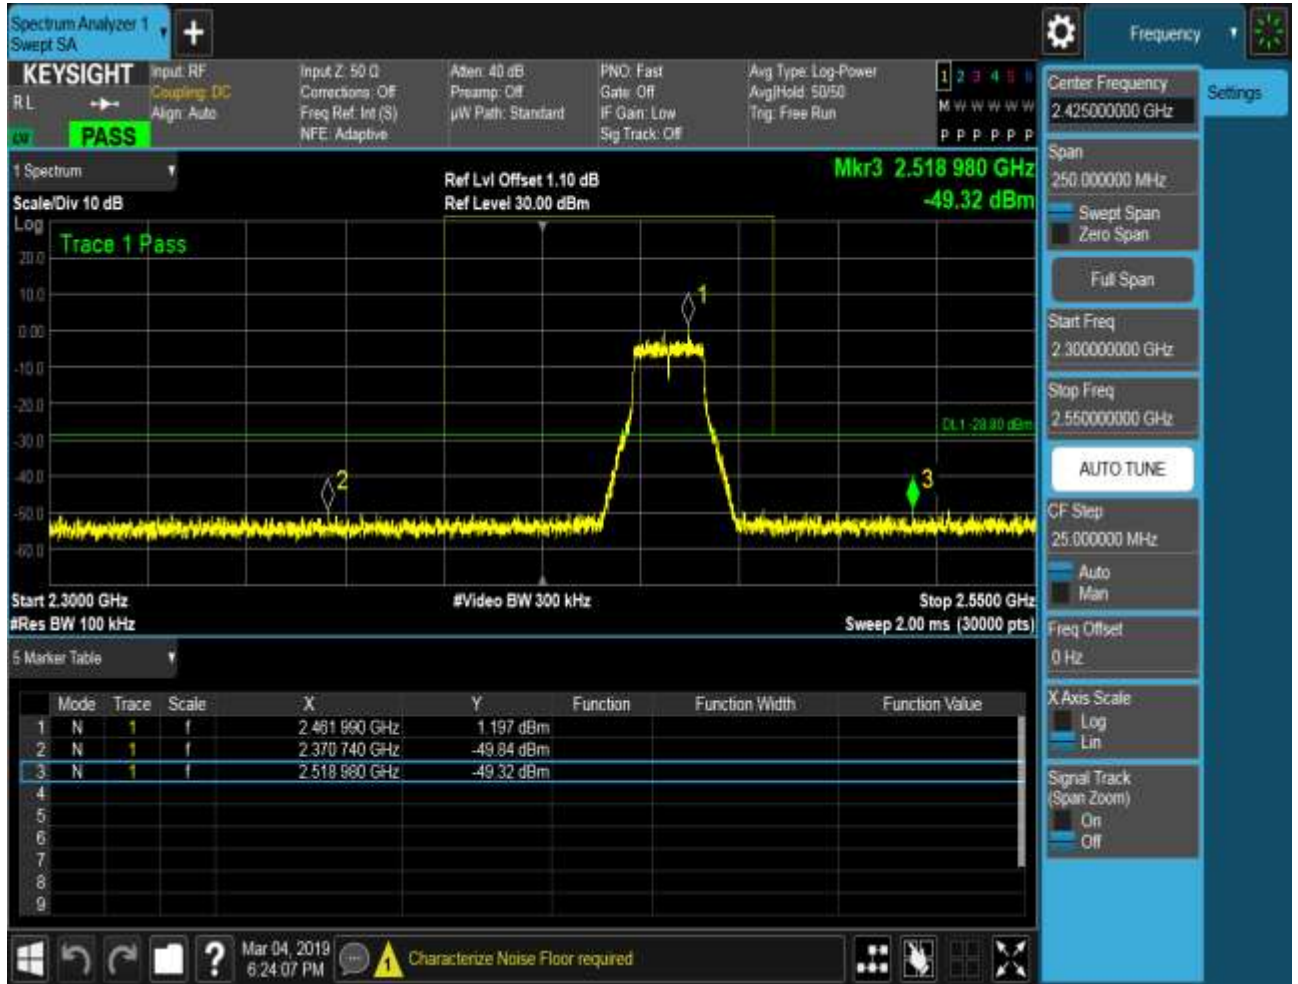 Spectrum Analyzer 1
Swept SA
+
Frequency
KEYSIGHT
RL
PASS
Input: RF
Coupling: DC
Align: Auto
Input Z: 50 Ω
Corrections: Off
Freq Ref: Int (S)
NFE: Adaptive
Atten: 40 dB
Preamp: Off
µW Path: Standard
PNO: Fast
Gate: Off
IF Gain: Low
Sig Track: Off
Avg Type: Log-Power
Avg|Hold: 50/50
Trig: Free Run
1 2 3 4 5 6
M W W W W W
P P P P P P
1 Spectrum
Scale/Div 10 dB
Ref Lvl Offset 1.10 dB
Ref Level 30.00 dBm
Mkr3 2.518 980 GHz
-49.32 dBm
Log
Trace 1 Pass
20.0
10.0
0.00
-10.0
-20.0
-30.0
-40.0
-50.0
-60.0
1
2
3
DL1 -28.80 dBm
Start 2.3000 GHz
#Video BW 300 kHz
Stop 2.5500 GHz
#Res BW 100 kHz
Sweep 2.00 ms (30000 pts)
5 Marker Table
Mode Trace Scale X Y Function Function Width Function Value
1 N 1 f 2.461 990 GHz 1.197 dBm
2 N 1 f 2.370 740 GHz -49.84 dBm
3 N 1 f 2.518 980 GHz -49.32 dBm
4
5
6
7
8
9
Center Frequency
2.425000000 GHz
Settings
Span
250.000000 MHz
Swept Span
Zero Span
Full Span
Start Freq
2.300000000 GHz
Stop Freq
2.550000000 GHz
AUTO TUNE
CF Step
25.000000 MHz
Auto
Man
Freq Offset
0 Hz
X Axis Scale
Log
Lin
Signal Track
(Span Zoom)
On
Off
?
Mar 04, 2019
6:24:07 PM
1
Characterize Noise Floor required